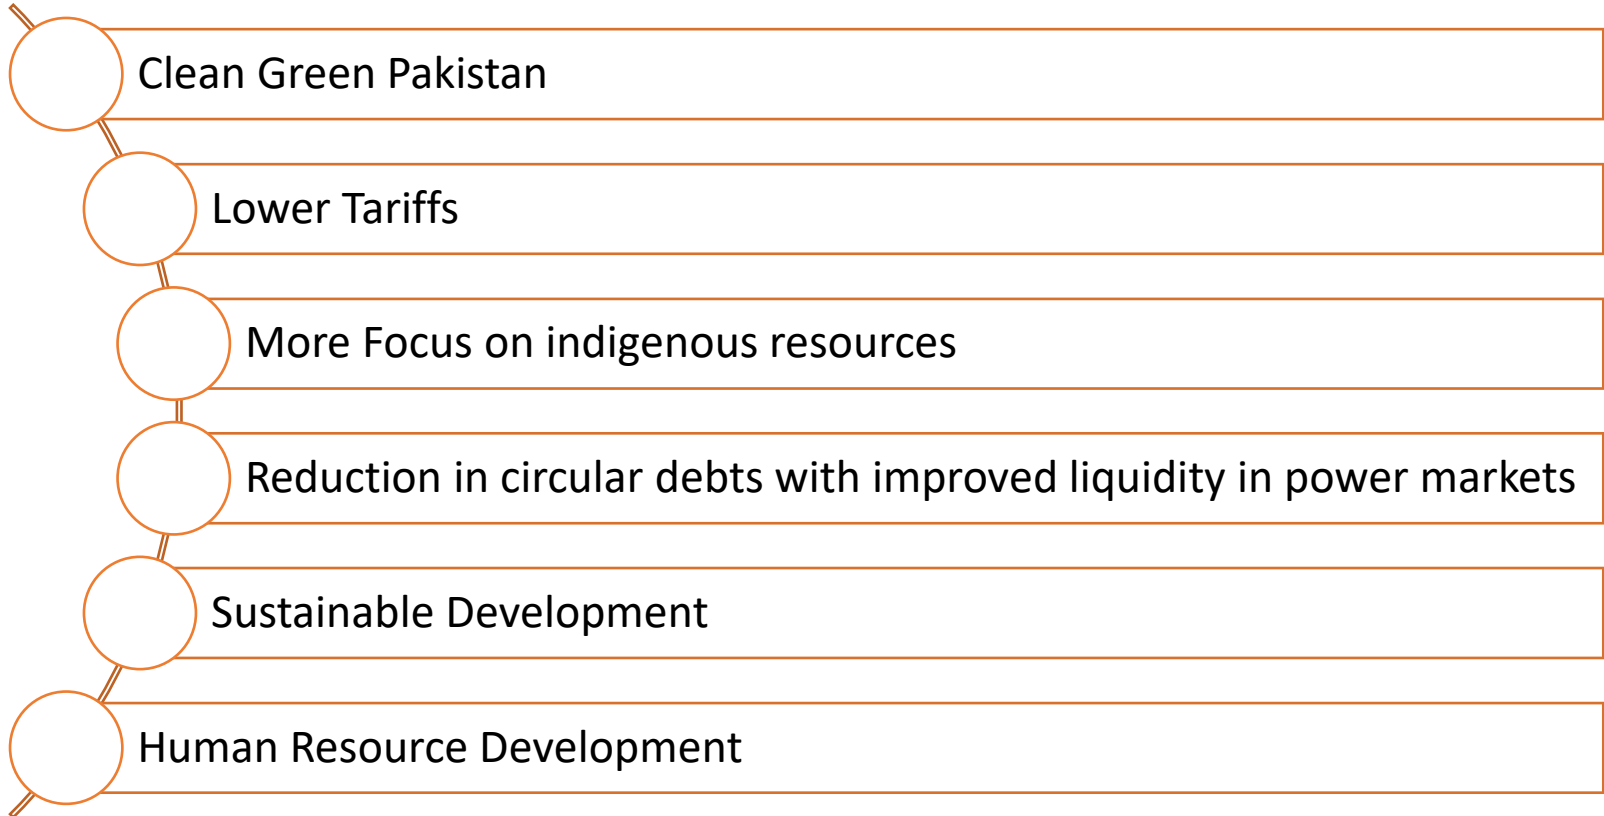 Clean Green Pakistan
Lower Tariffs
More Focus on indigenous resources
Reduction in circular debts with improved liquidity in power markets
Sustainable Development
Human Resource Development